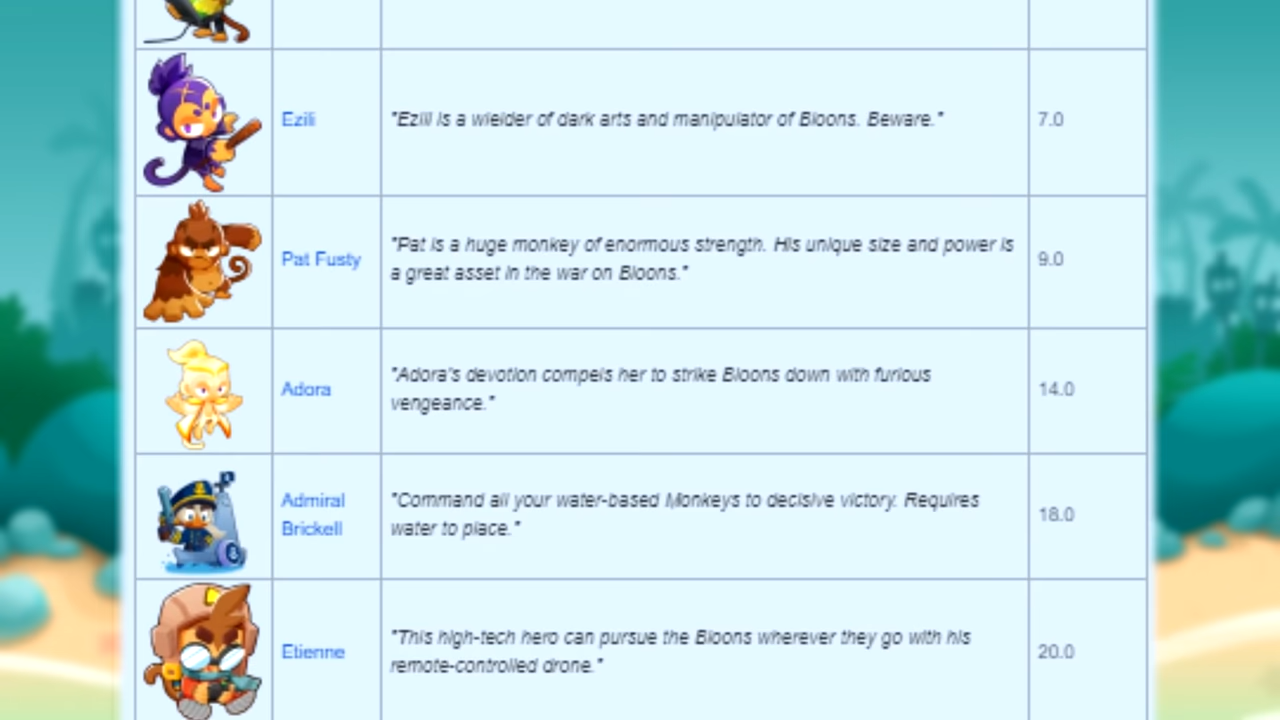 Ezili
"Ezili is a wielder of dark arts and manipulator of Bloons. Beware."
7.0
Pat Fusty
"Pat is a huge monkey of enormous strength. His unique size and power is
a great asset in the war on Bloons."
9.0
Adora
"Adora's devotion compels her to strike Bloons down with furious
vengeance."
14.0
Admiral
Brickell
"Command all your water-based Monkeys to decisive victory. Requires
water to place."
18.0
Etienne
"This high-tech hero can pursue the Bloons wherever they go with his
remote-controlled drone."
20.0